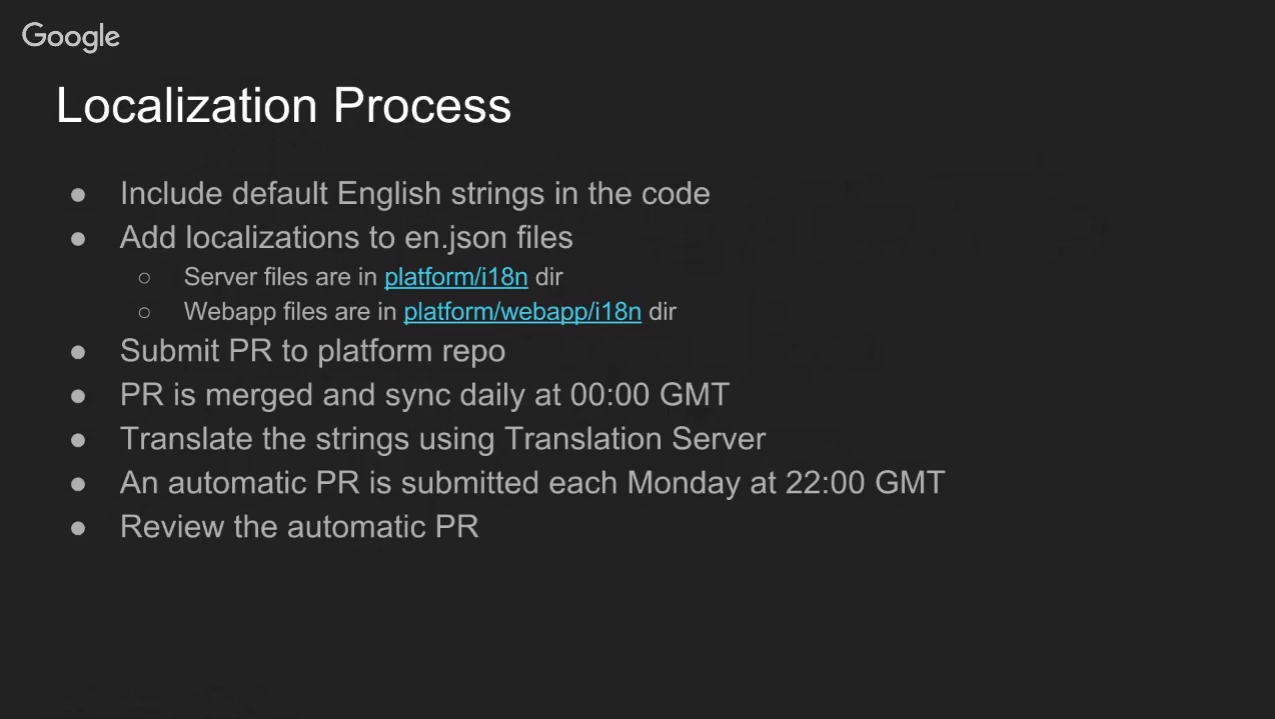 Google
Localization Process
● Include default English strings in the code
● Add localizations to en.json files
○ Server files are in platform/i18n dir
○ Webapp files are in platform/webapp/i18n dir
● Submit PR to platform repo
● PR is merged and sync daily at 00:00 GMT
● Translate the strings using Translation Server
● An automatic PR is submitted each Monday at 22:00 GMT
● Review the automatic PR